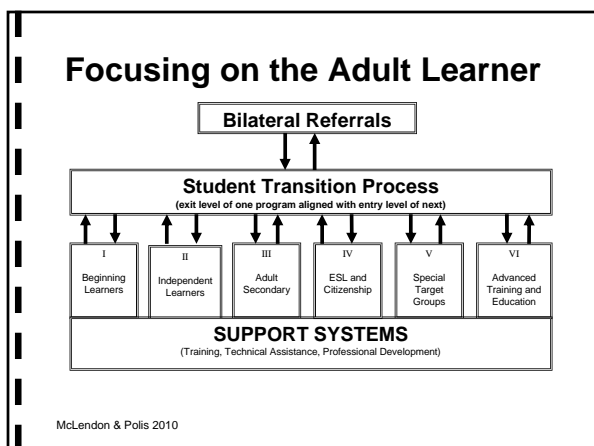 Focusing on the Adult Learner
Bilateral Referrals
Student Transition Process
(exit level of one program aligned with entry level of next)
I
Beginning
Learners
II
Independent
Learners
III
Adult
Secondary
IV
ESL and
Citizenship
V
Special
Target
Groups
VI
Advanced
Training and
Education
SUPPORT SYSTEMS
(Training, Technical Assistance, Professional Development)
McLendon & Polis 2010